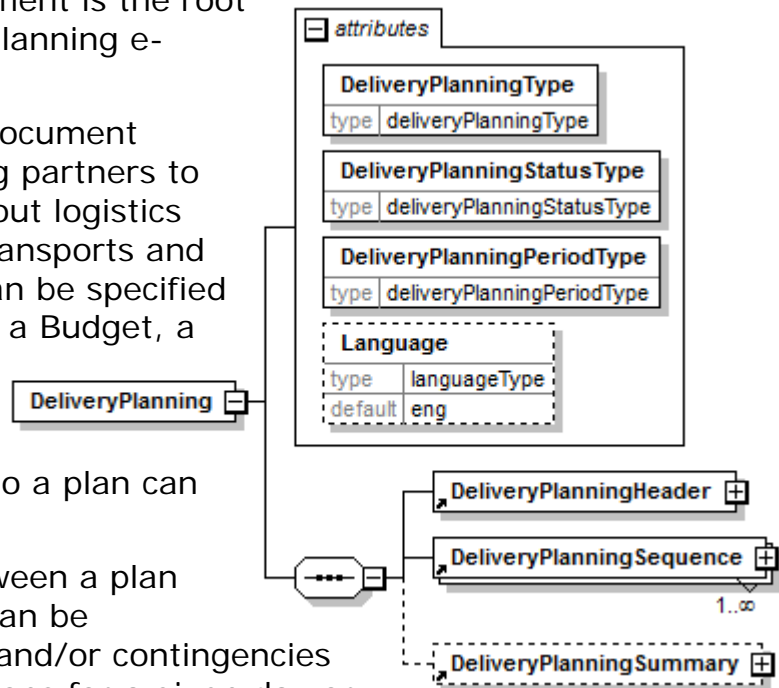 ment is the root
lanning e-
ocument
g partners to
out logistics
ansports and
an be specified
a Budget, a
o a plan can
ween a plan
an be
and/or contingencies
attributes
DeliveryPlanningType
type deliveryPlanningType
DeliveryPlanningStatusType
type deliveryPlanningStatusType
DeliveryPlanningPeriodType
type deliveryPlanningPeriodType
Language
type languageType
default eng
DeliveryPlanning
DeliveryPlanningHeader
DeliveryPlanningSequence
1..∞
DeliveryPlanningSummary